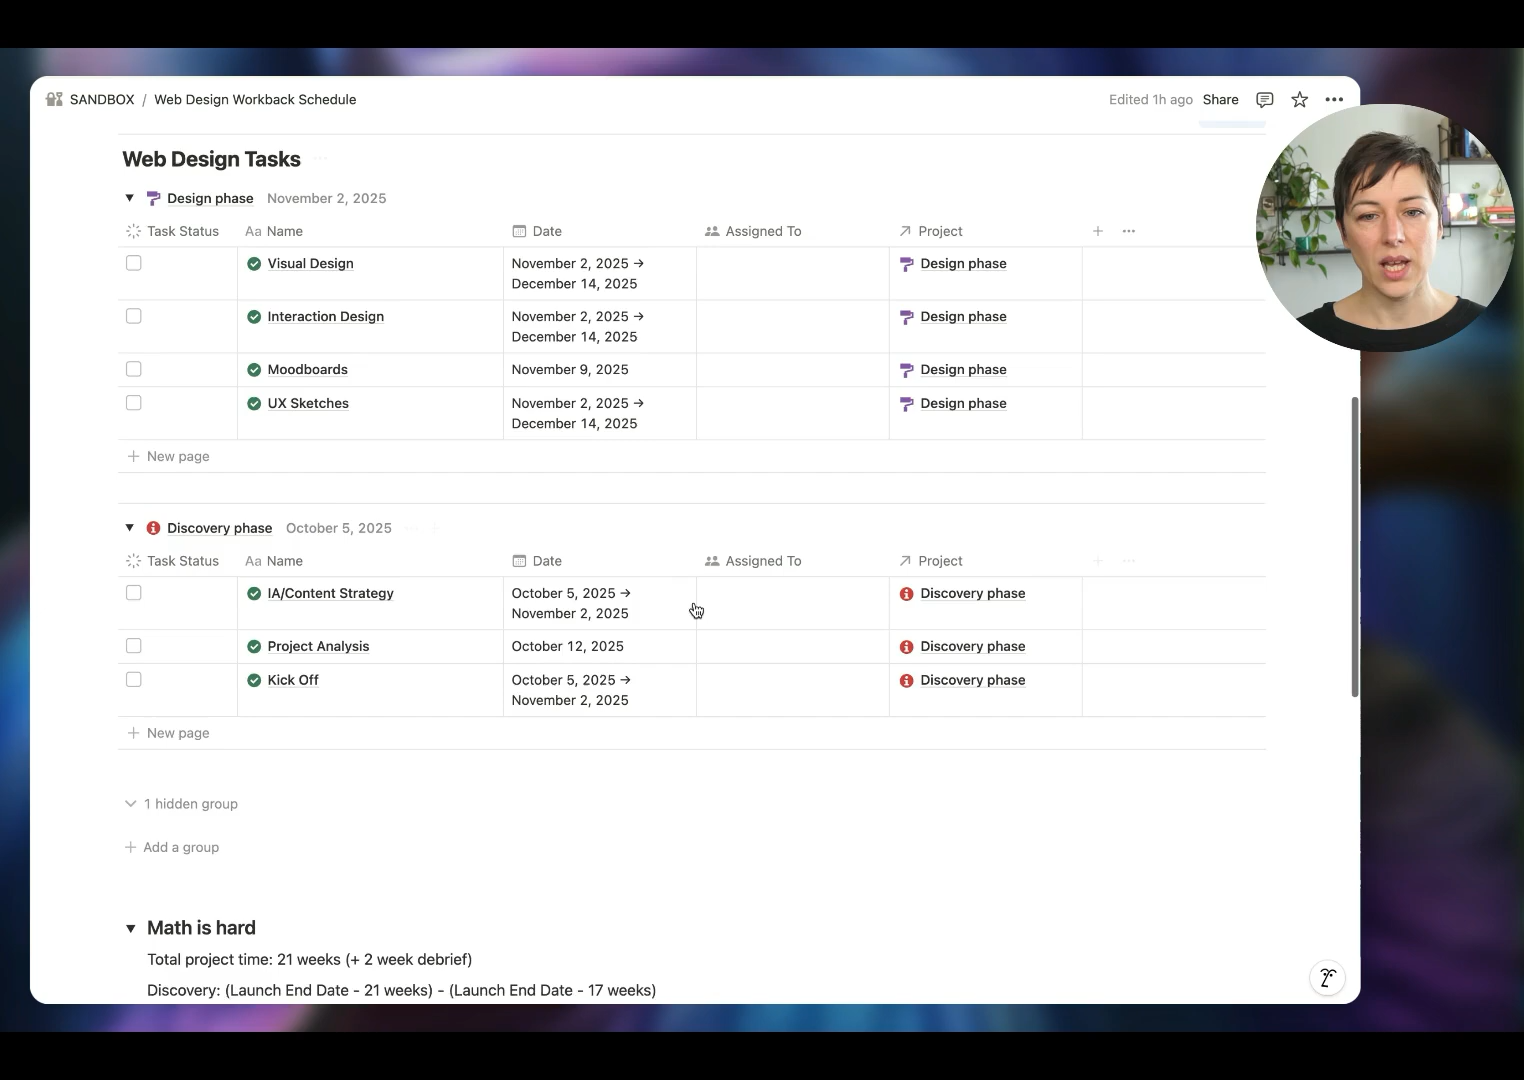 SANDBOX / Web Design Workback Schedule
Edited 1h ago Share
Web Design Tasks
Design phase November 2, 2025
Task Status Aa Name Date Assigned To Project
Visual Design November 2, 2025 → Design phase
December 14, 2025
Interaction Design November 2, 2025 → Design phase
December 14, 2025
Moodboards November 9, 2025 Design phase
UX Sketches November 2, 2025 → Design phase
December 14, 2025
+ New page
Discovery phase October 5, 2025
Task Status Aa Name Date Assigned To Project
IA/Content Strategy October 5, 2025 → Discovery phase
November 2, 2025
Project Analysis October 12, 2025 Discovery phase
Kick Off October 5, 2025 → Discovery phase
November 2, 2025
+ New page
1 hidden group
+ Add a group
Math is hard
Total project time: 21 weeks (+ 2 week debrief)
Discovery: (Launch End Date - 21 weeks) - (Launch End Date - 17 weeks)